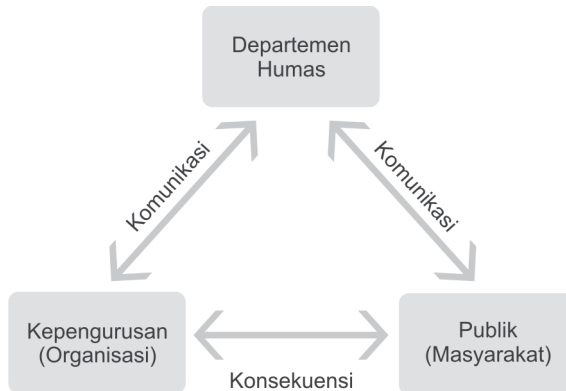 Departemen
Humas
Komunikasi
Komunikasi
Kepengurusan
(Organisasi)
Publik
(Masyarakat)
Konsekuensi